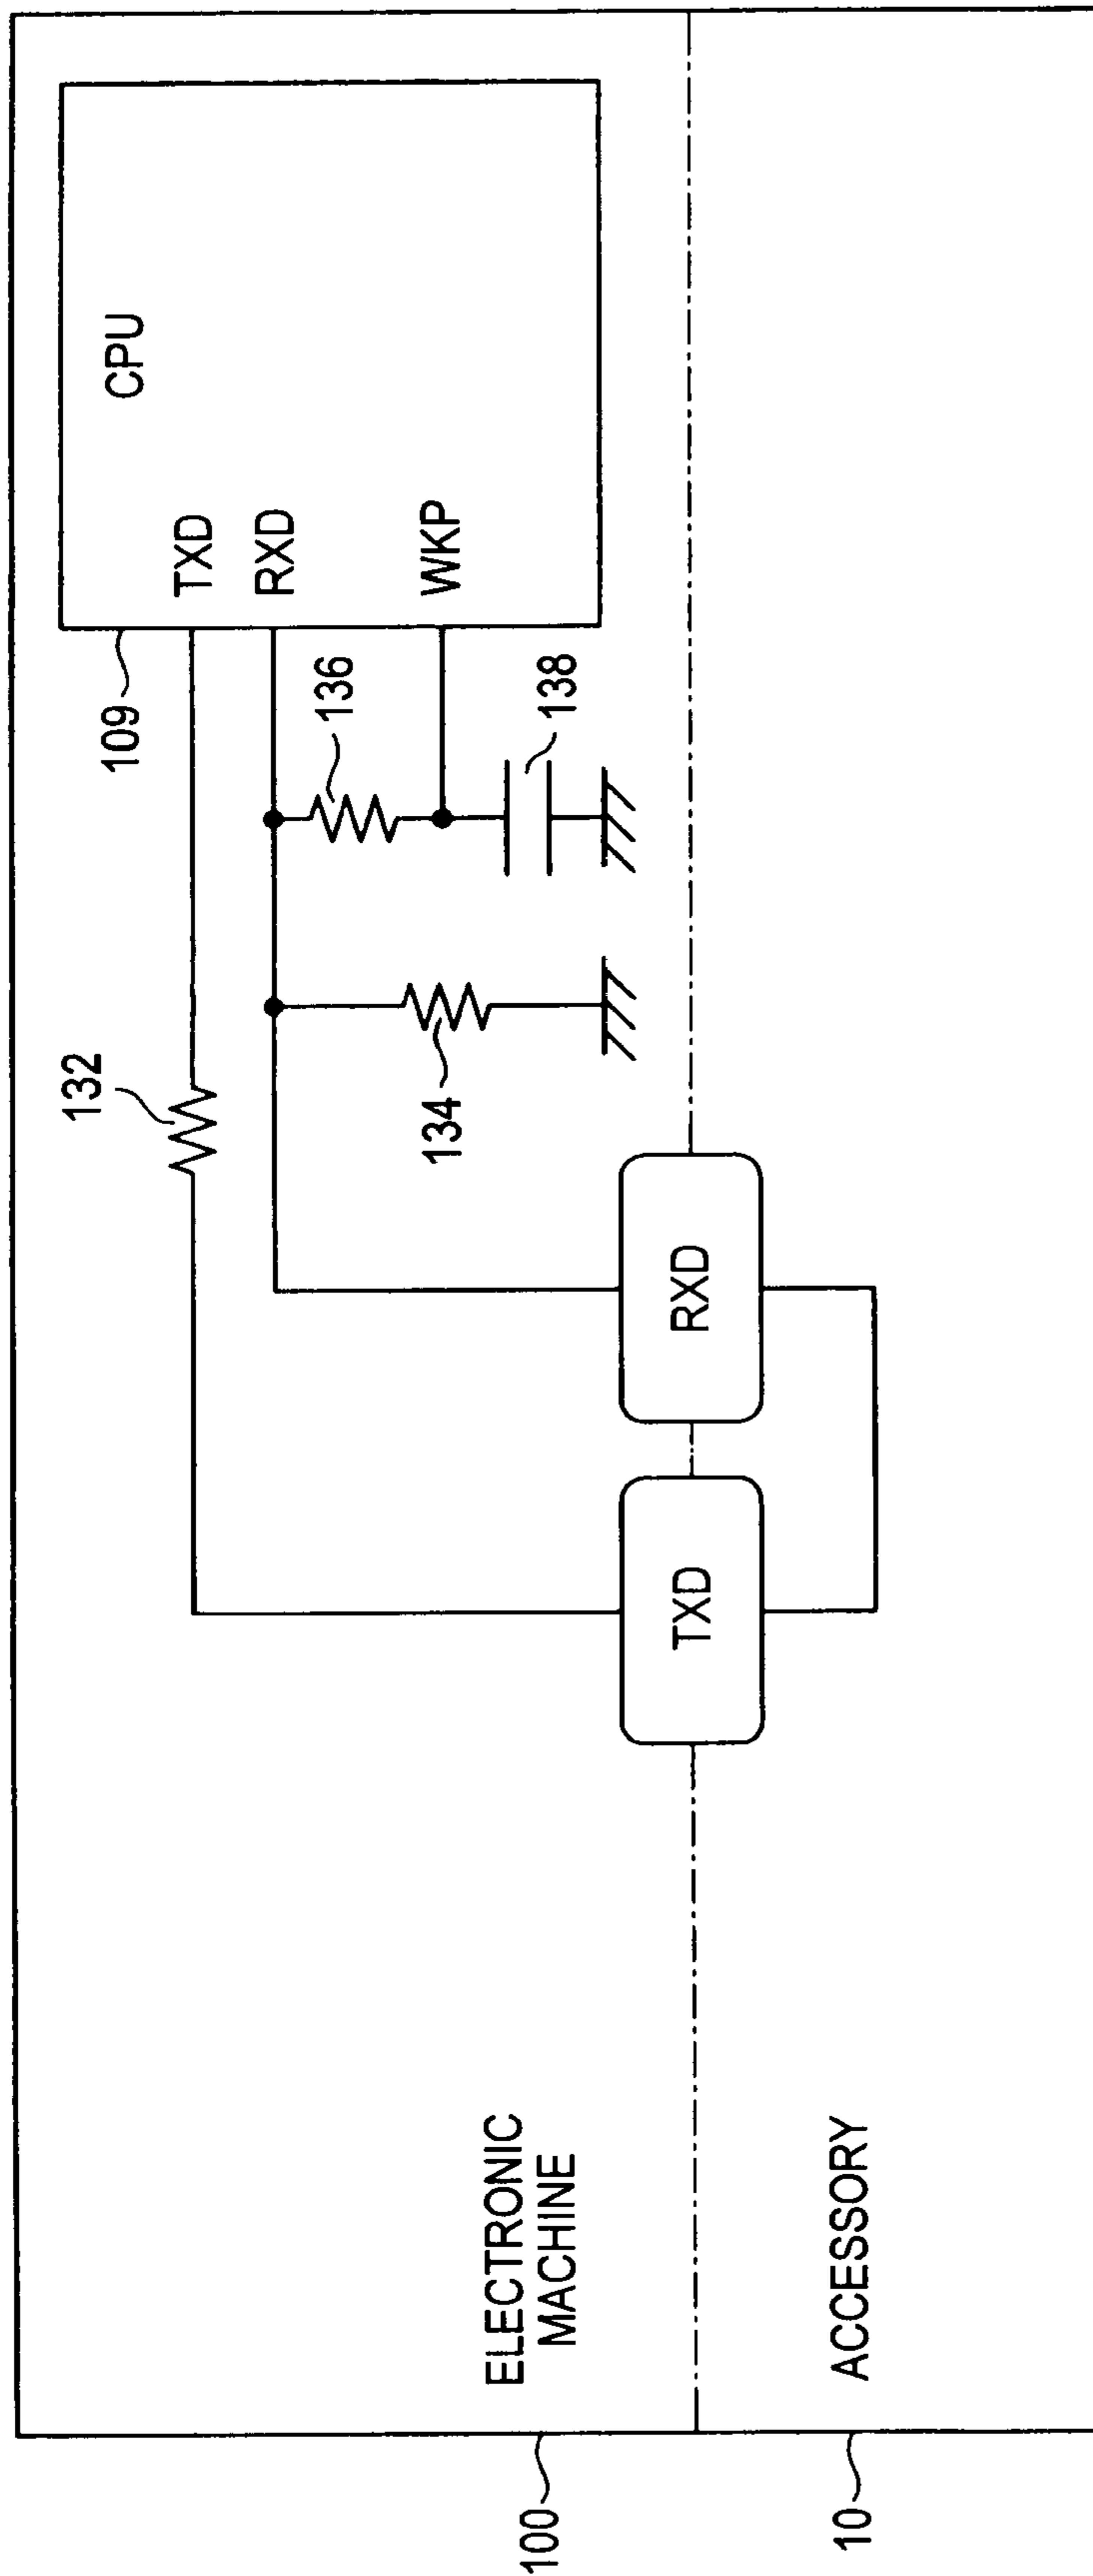 CPU
109
TXD
RXD
WKP
132
136
138
134
TXD
RXD
ELECTRONIC
MACHINE
100
ACCESSORY
10